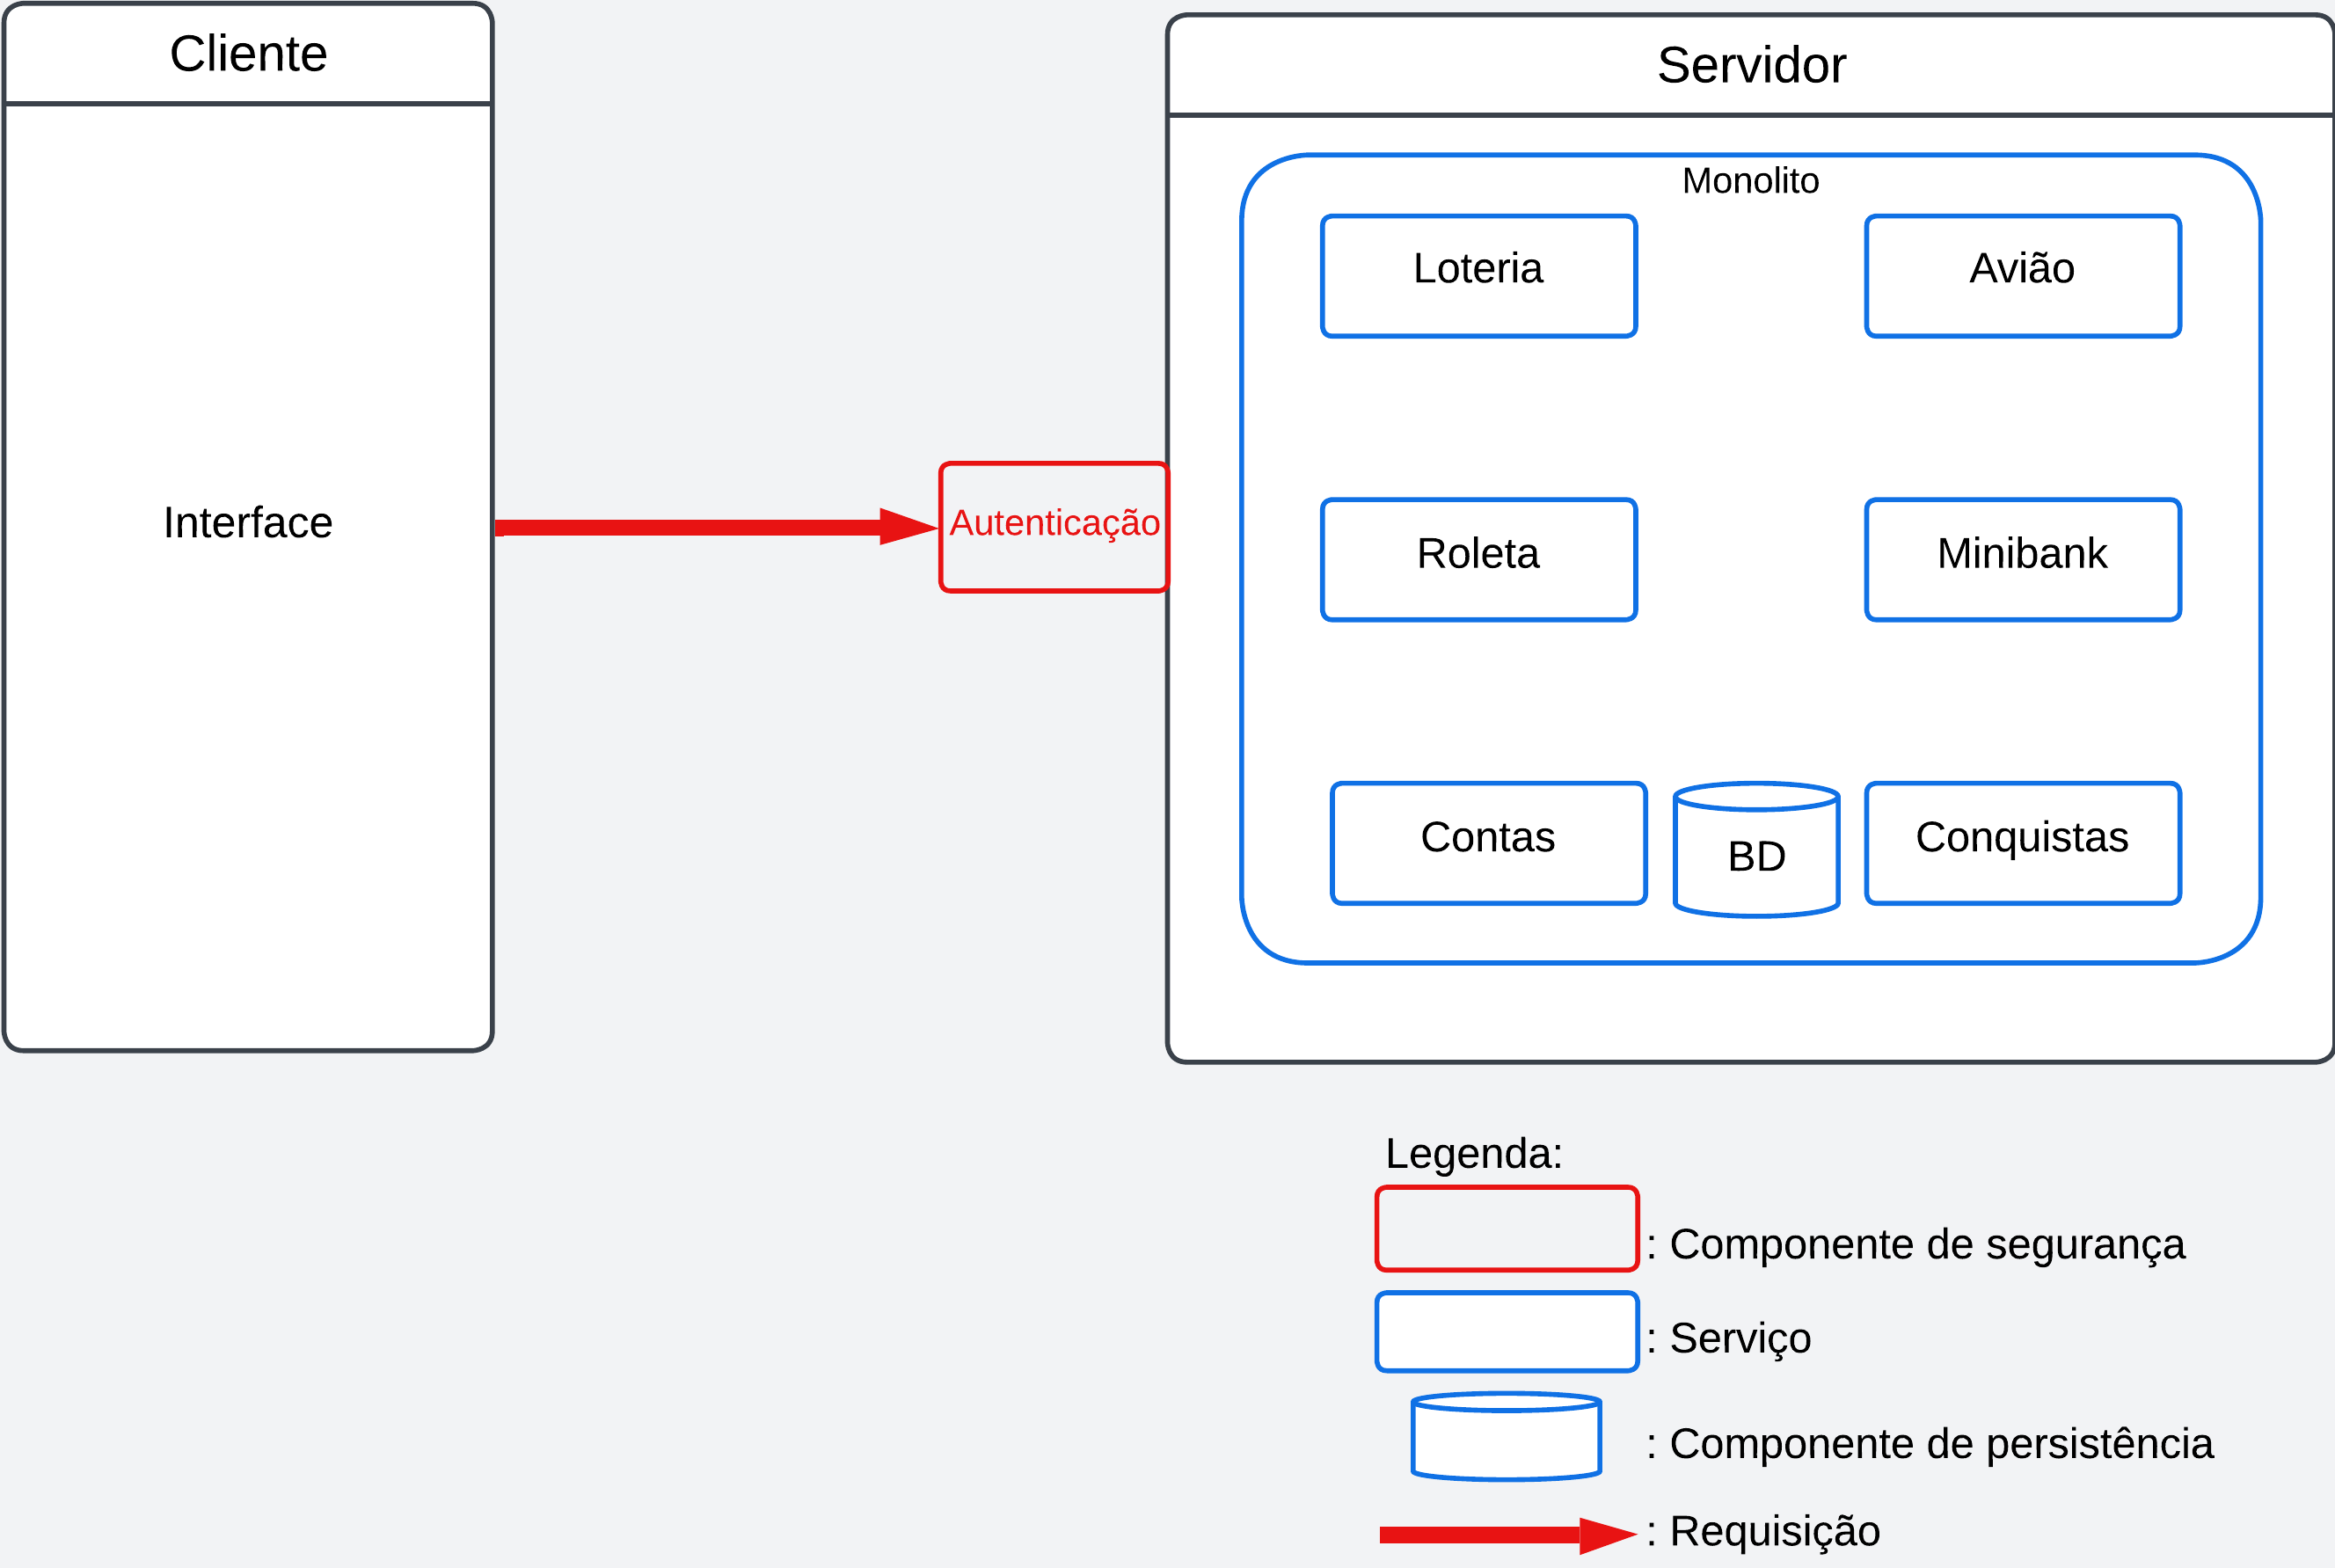 Cliente
Servidor
Monolito
Loteria
Avião
Interface
Autenticação
Roleta
Minibank
Contas
BD
Conquistas
Legenda:
: Componente de segurança
: Serviço
: Componente de persistência
: Requisição